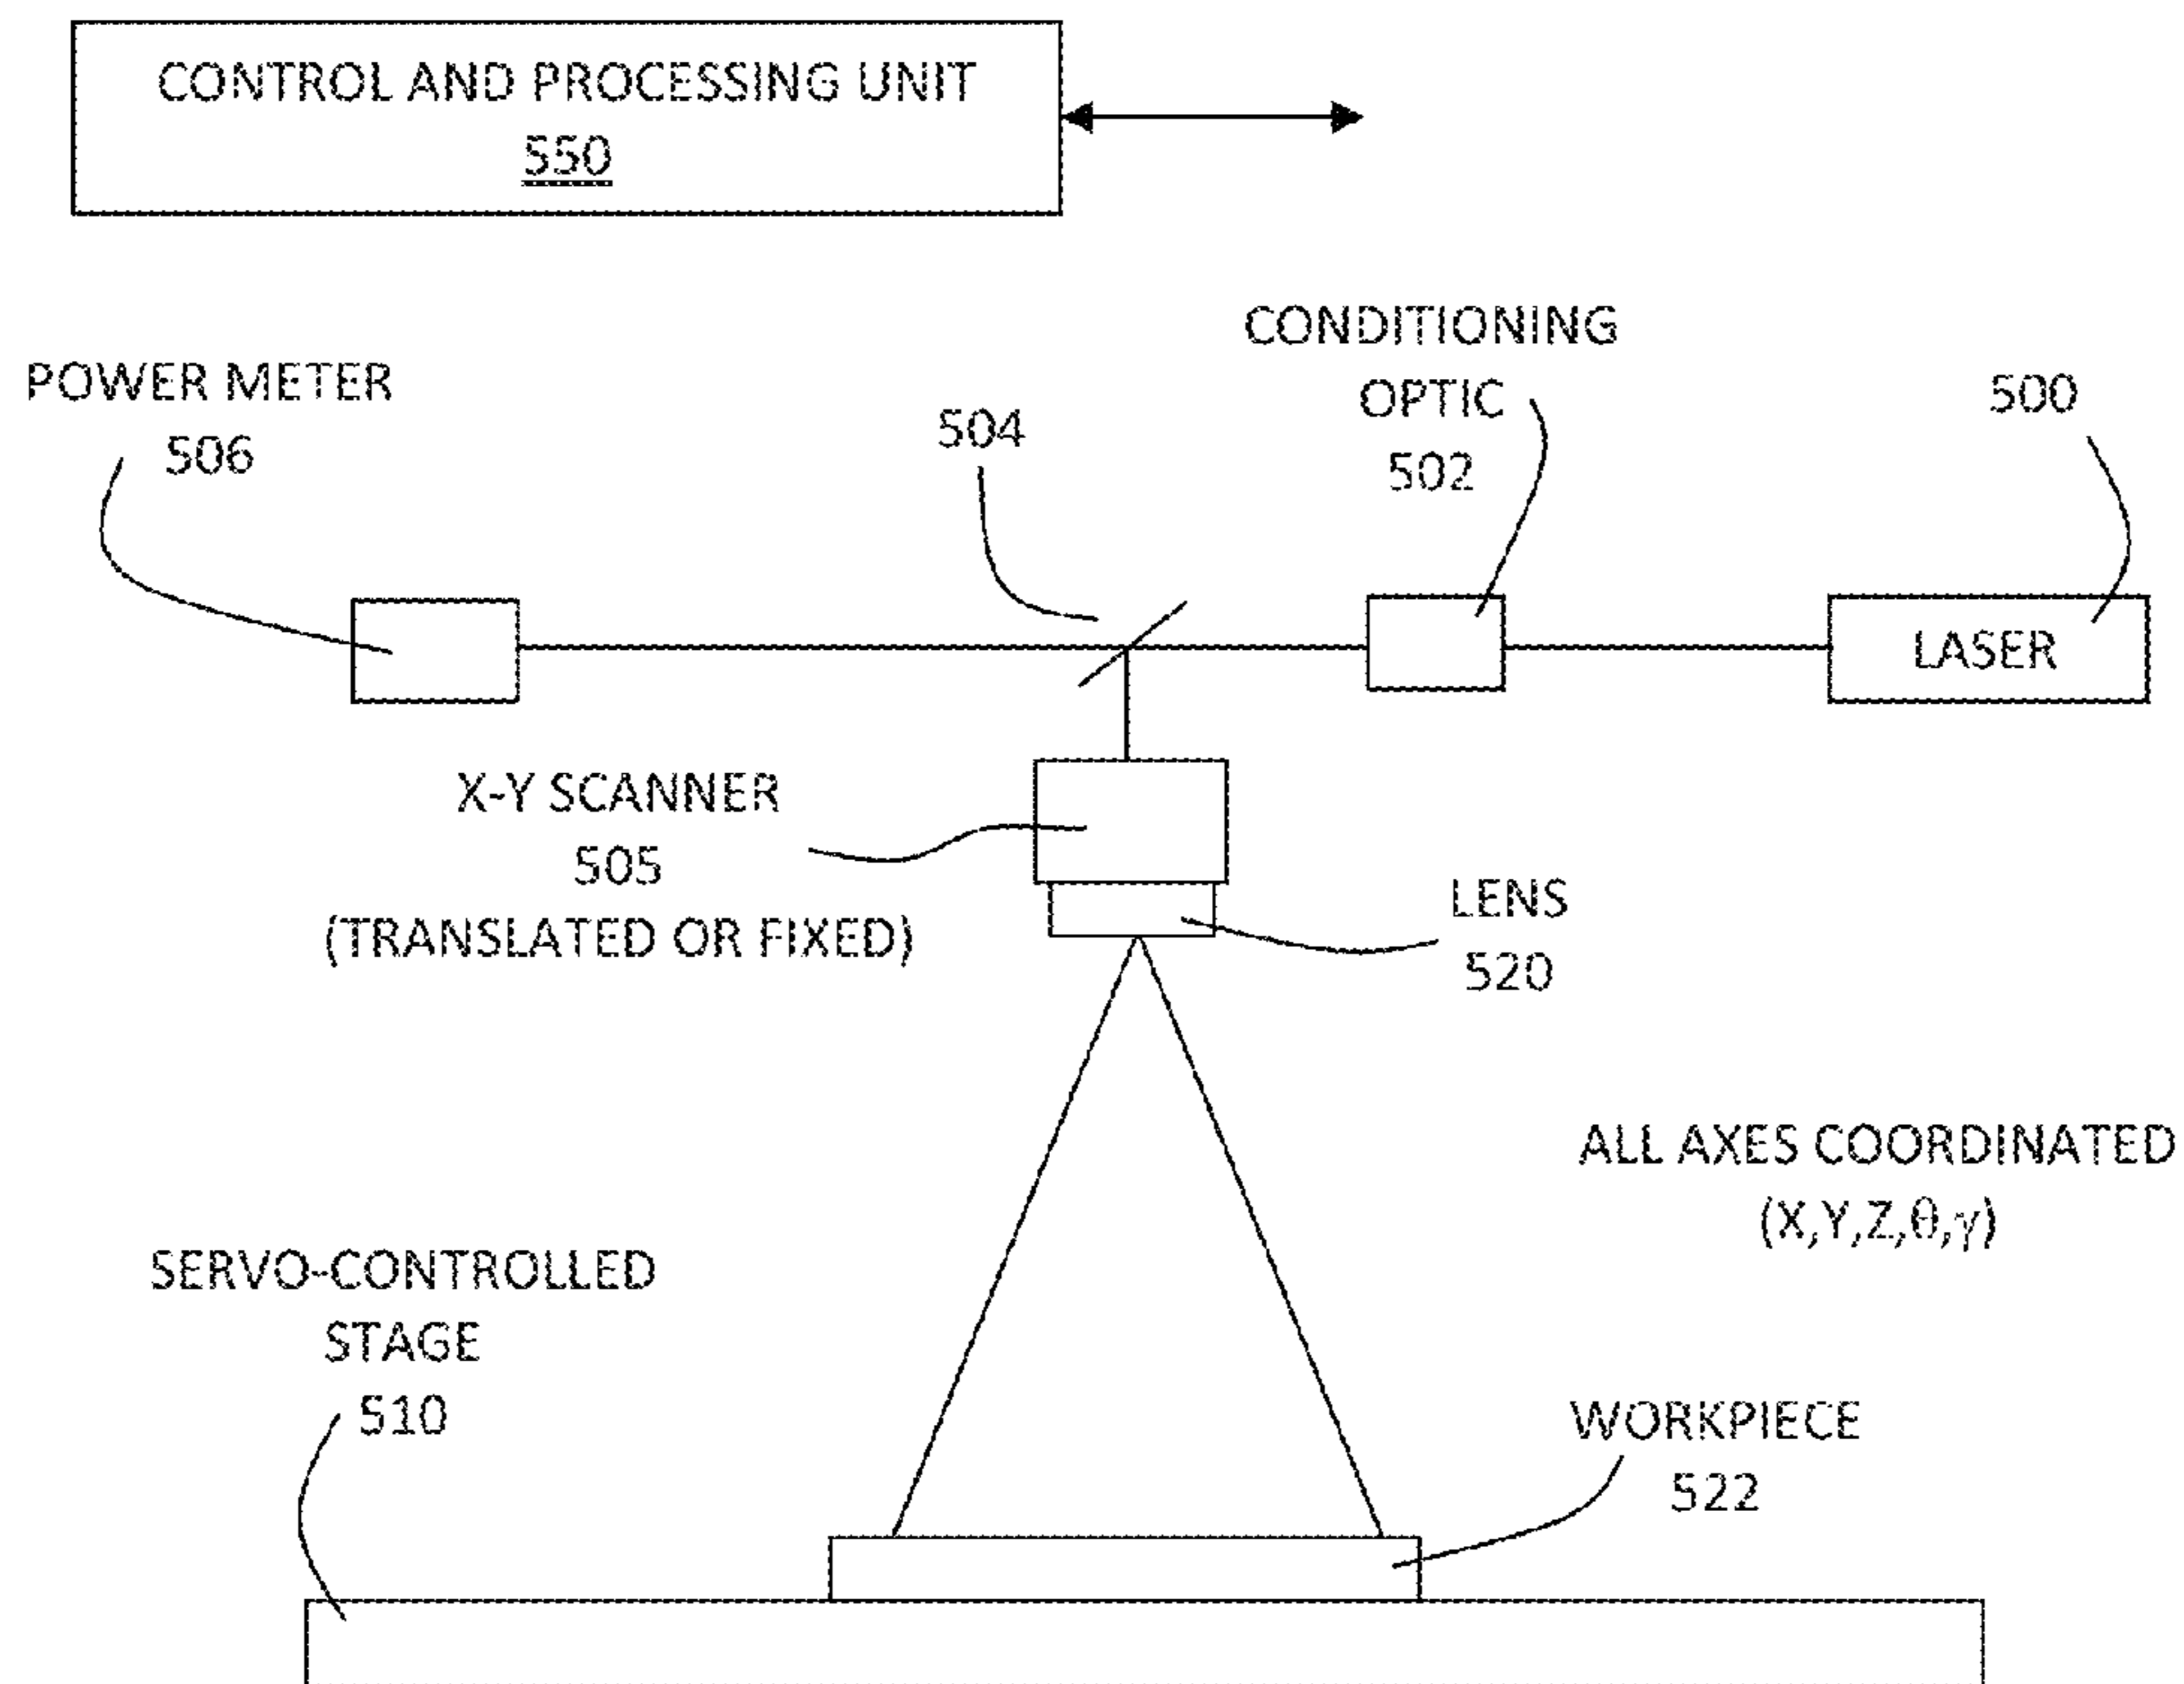 CONTROL AND PROCESSING UNIT
550
CONDITIONING
OPTIC
502
500
POWER METER
506
504
LASER
X-Y SCANNER
505
(TRANSLATED OR FIXED)
LENS
520
ALL AXES COORDINATED
(X,Y,Z,θ,γ)
SERVO-CONTROLLED
STAGE
510
WORKPIECE
522